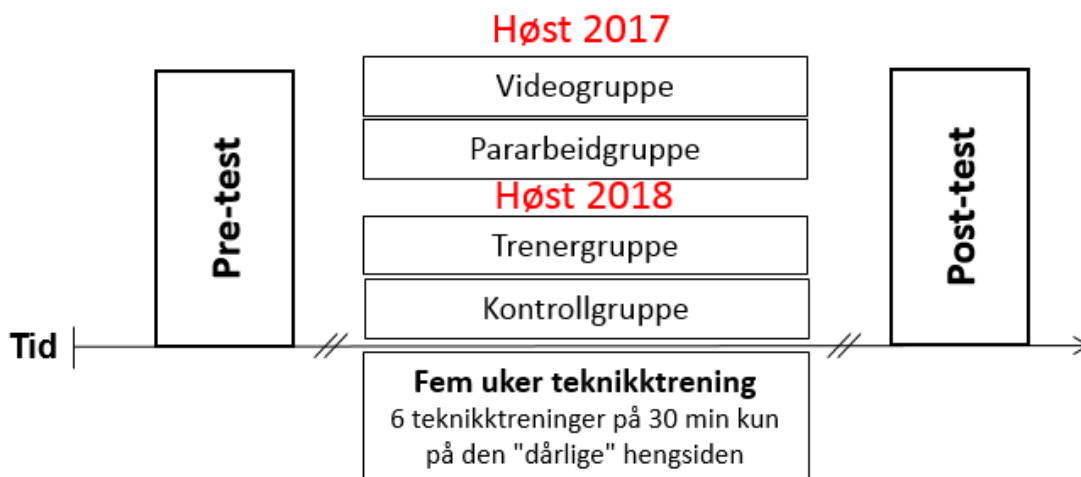 Høst 2017
Videogruppe
Pararbeidgruppe
Høst 2018
Trenergruppe
Kontrollgruppe
Pre-test
Post-test
Tid
Fem uker teknikktrening
6 teknikktreninger på 30 min kun
på den "dårlige" hengsiden